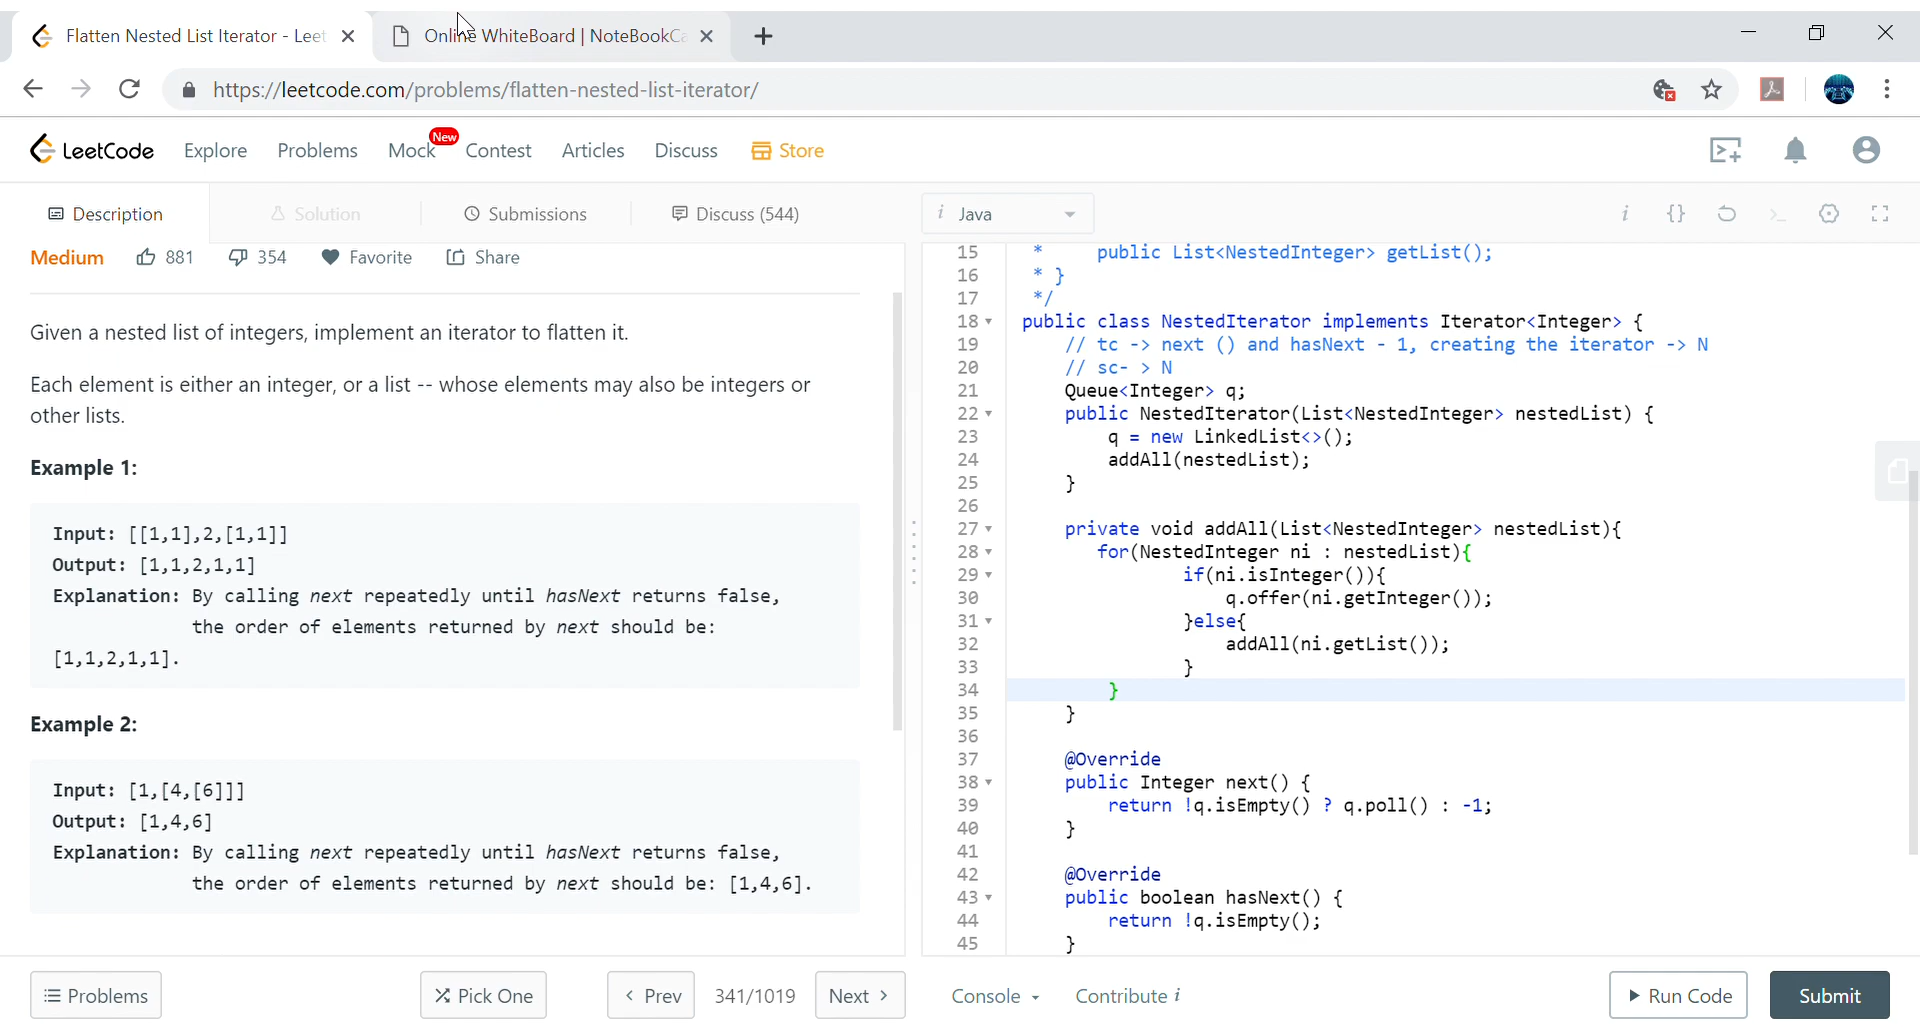 Flatten Nested List Iterator - Leet
Online WhiteBoard | NoteBookCa
https://leetcode.com/problems/flatten-nested-list-iterator/
LeetCode Explore Problems Mock New Contest Articles Discuss Store
Description Solution Submissions Discuss (544)
Medium 881 354 Favorite Share
Given a nested list of integers, implement an iterator to flatten it.
Each element is either an integer, or a list -- whose elements may also be integers or
other lists.
Example 1:
Input: [[1,1],2,[1,1]]
Output: [1,1,2,1,1]
Explanation: By calling next repeatedly until hasNext returns false,
the order of elements returned by next should be:
[1,1,2,1,1].
Example 2:
Input: [1,[4,[6]]]
Output: [1,4,6]
Explanation: By calling next repeatedly until hasNext returns false,
the order of elements returned by next should be: [1,4,6].
Problems Pick One Prev 341/1019 Next
i Java i {}
15 * public List<NestedInteger> getList();
16 * }
17 */
18 public class NestedIterator implements Iterator<Integer> {
19 // tc -> next () and hasNext - 1, creating the iterator -> N
20 // sc- > N
21 Queue<Integer> q;
22 public NestedIterator(List<NestedInteger> nestedList) {
23 q = new LinkedList<>();
24 addAll(nestedList);
25 }
26
27 private void addAll(List<NestedInteger> nestedList){
28 for(NestedInteger ni : nestedList){
29 if(ni.isInteger()){
30 q.offer(ni.getInteger());
31 }else{
32 addAll(ni.getList());
33 }
34 }
35 }
36
37 @Override
38 public Integer next() {
39 return !q.isEmpty() ? q.poll() : -1;
40 }
41
42 @Override
43 public boolean hasNext() {
44 return !q.isEmpty();
45 }
Console Contribute i Run Code Submit